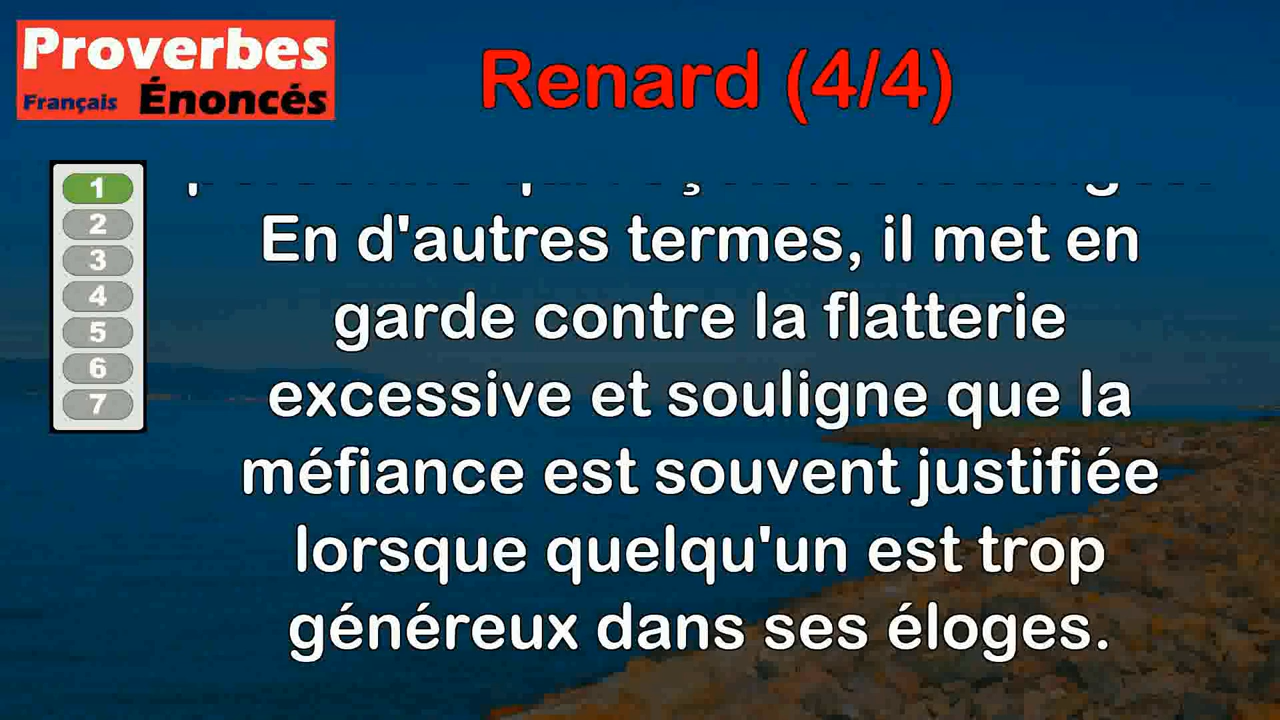 Proverbes
Français Énoncés
Renard (4/4)
1
2
3
4
5
6
7
En d'autres termes, il met en
garde contre la flatterie
excessive et souligne que la
méfiance est souvent justifiée
lorsque quelqu'un est trop
généreux dans ses éloges.